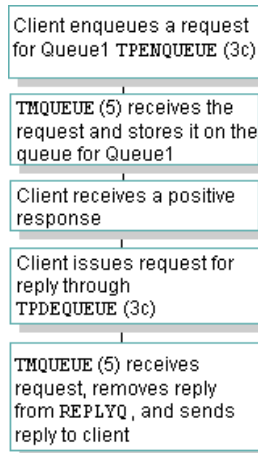 Client enqueues a request
for Queue1 TPENQUEUE (3c)
TMQUEUE (5) receives the
request and stores it on the
queue for Queue1
Client receives a positive
response
Client issues request for
reply through
TPDEQUEUE (3c)
TMQUEUE (5) receives
request, removes reply
from REPLYQ, and sends
reply to client